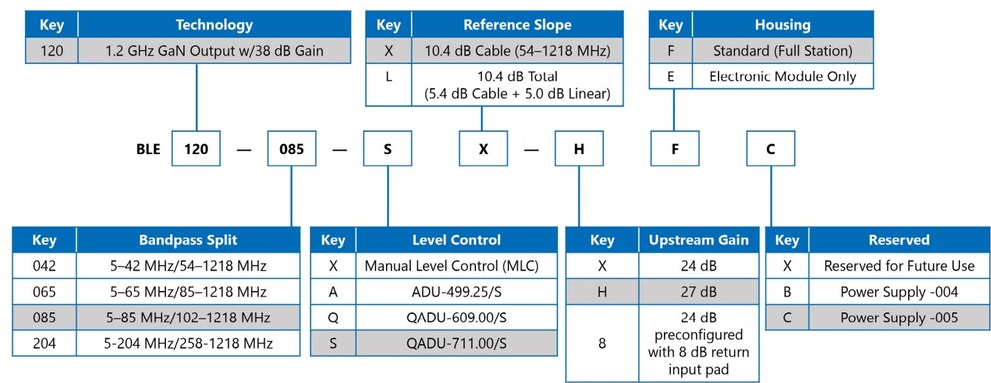 Key Technology
120 1.2 GHz GaN Output w/38 dB Gain
Key Reference Slope
X 10.4 dB Cable (54–1218 MHz)
L 10.4 dB Total
(5.4 dB Cable + 5.0 dB Linear)
Key Housing
F Standard (Full Station)
E Electronic Module Only
BLE 120 — 085 — S X — H F C
Key Bandpass Split
042 5–42 MHz/54–1218 MHz
065 5–65 MHz/85–1218 MHz
085 5–85 MHz/102–1218 MHz
204 5-204 MHz/258-1218 MHz
Key Level Control
X Manual Level Control (MLC)
A ADU-499.25/S
Q QADU-609.00/S
S QADU-711.00/S
Key Upstream Gain
X 24 dB
H 27 dB
8 24 dB
preconfigured
with 8 dB return
input pad
Key Reserved
X Reserved for Future Use
B Power Supply -004
C Power Supply -005